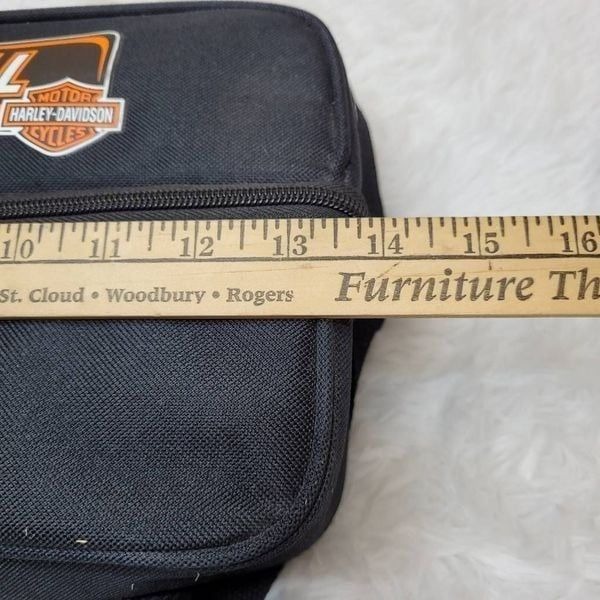 MOTOR
HARLEY-DAVIDSON
CYCLES
10 11 12 13 14 15 16
St. Cloud • Woodbury • Rogers Furniture Th